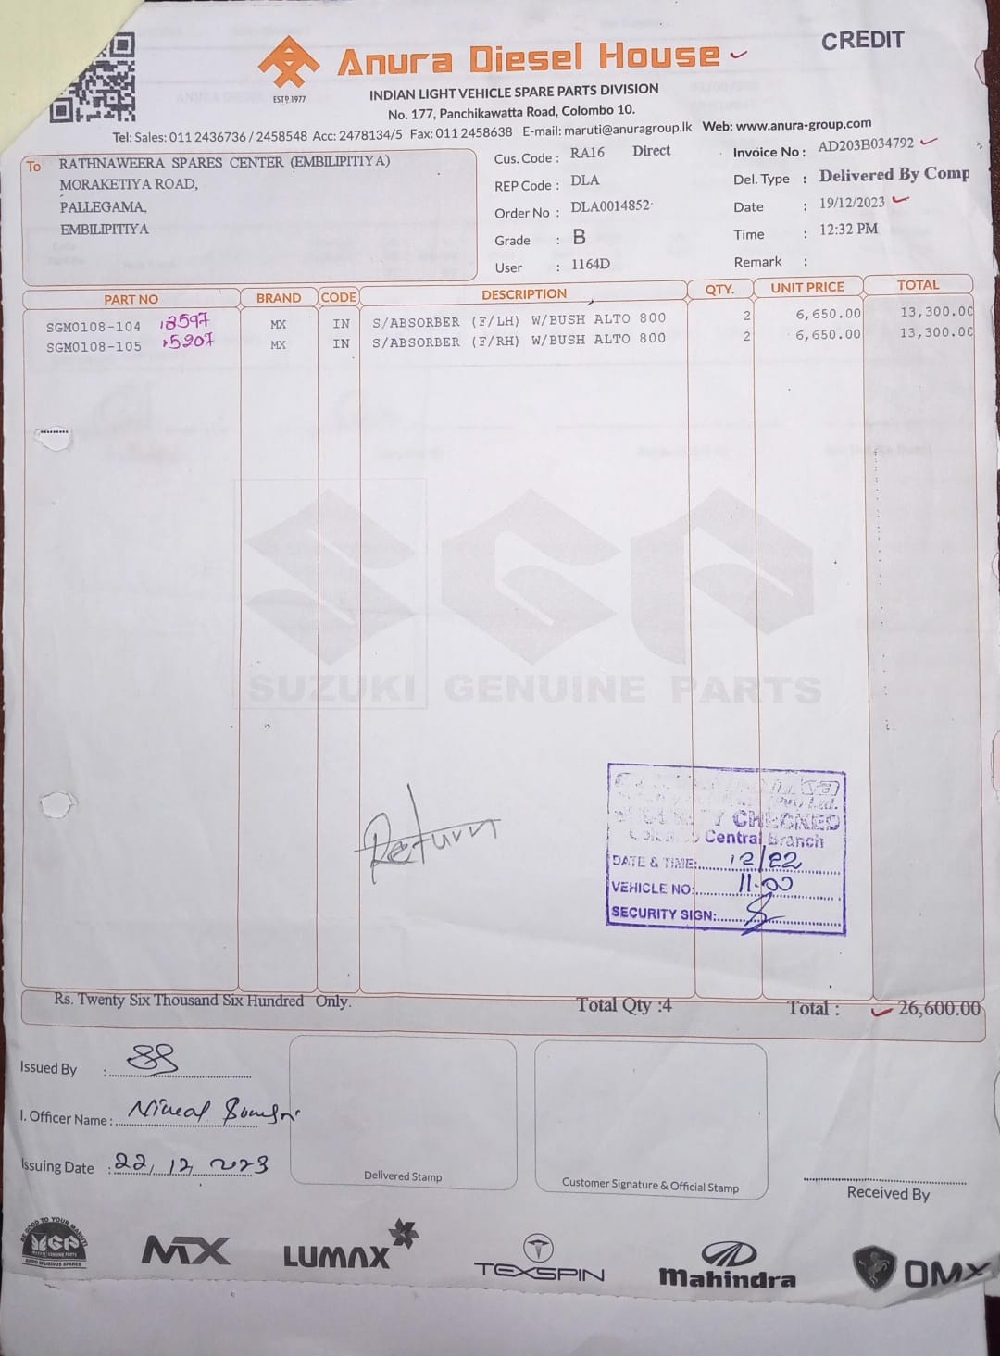 CREDIT
Anura Diesel House
ESTD.1977
INDIAN LIGHT VEHICLE SPARE PARTS DIVISION
No. 177, Panchikawatta Road, Colombo 10.
Tel: Sales: 011 2436736 / 2458548 Acc: 2478134/5 Fax: 011 2458638 E-mail: maruti@anuragroup.lk Web: www.anura-group.com
To RATHNAWEERA SPARES CENTER (EMBILIPITIYA)
MORAKETIYA ROAD,
PALLEGAMA,
EMBILIPITIYA
Cus. Code : RA16 Direct
REP Code : DLA
Order No : DLA0014852
Grade : B
User : 1164D
Invoice No : AD203B034792
Del. Type : Delivered By Comp
Date : 19/12/2023
Time : 12:32 PM
Remark :
PART NO BRAND CODE DESCRIPTION QTY. UNIT PRICE TOTAL
SGM0108-104 18597 MX IN S/ABSORBER (F/LH) W/BUSH ALTO 800 2 6,650.00 13,300.00
SGM0108-105 15907 MX IN S/ABSORBER (F/RH) W/BUSH ALTO 800 2 6,650.00 13,300.00
SGP
SUZUKI GENUINE PARTS
Return
CHECKED
Central Branch
DATE & TIME: 12/22
VEHICLE NO: 11.00
SECURITY SIGN:
Rs. Twenty Six Thousand Six Hundred Only. Total Qty :4 Total : 26,600.00
Issued By :
I. Officer Name :
Issuing Date : 22, 12, 2023
Delivered Stamp
Customer Signature & Official Stamp
Received By
MGP
MX
LUMAX
TEXSPIN
Mahindra
OMX